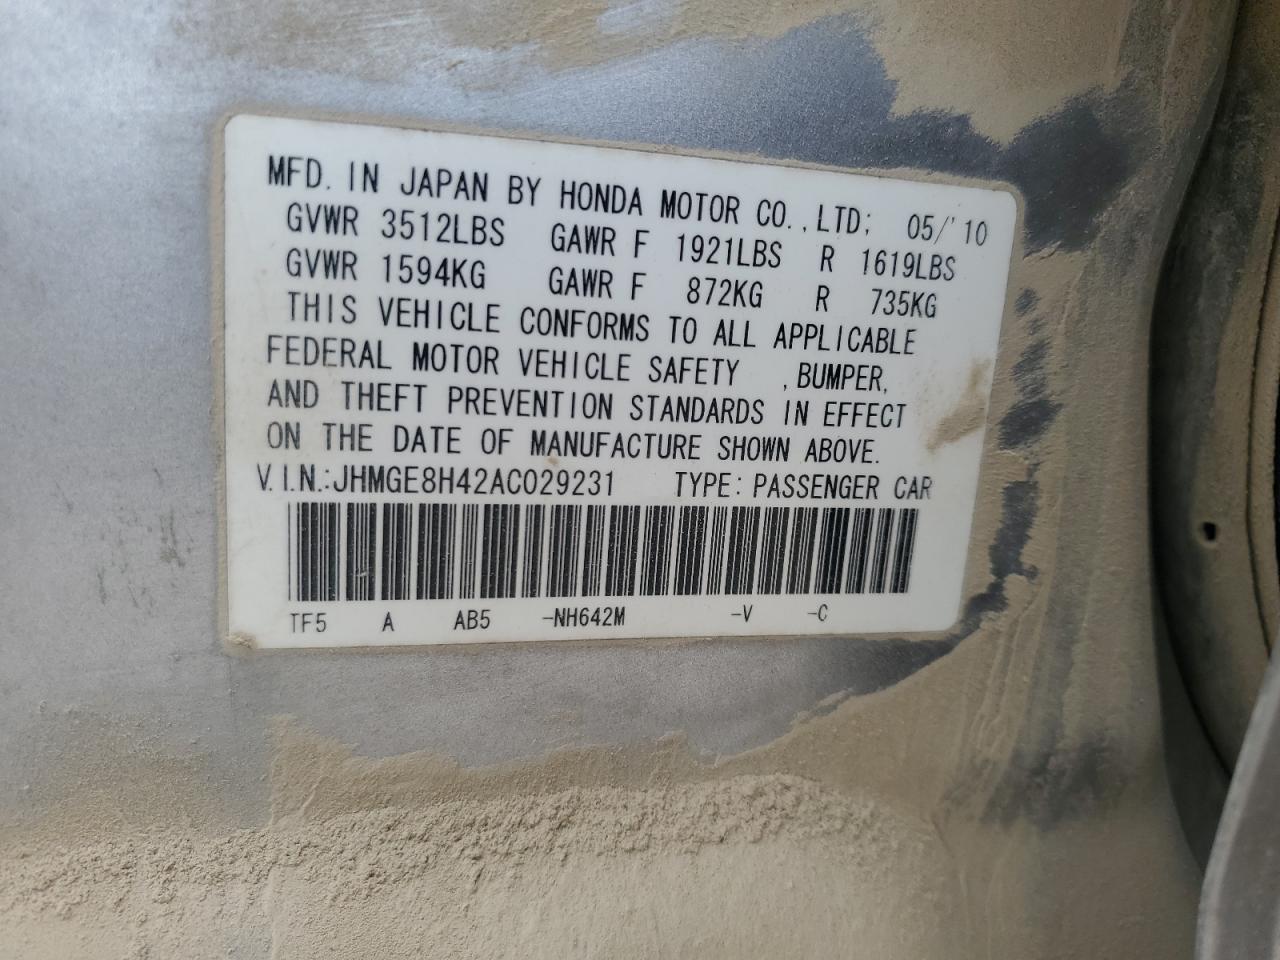 MFD. IN JAPAN BY HONDA MOTOR CO., LTD; 05/'10
GVWR 3512LBS GAWR F 1921LBS R 1619LBS
GVWR 1594KG GAWR F 872KG R 735KG
THIS VEHICLE CONFORMS TO ALL APPLICABLE
FEDERAL MOTOR VEHICLE SAFETY , BUMPER,
AND THEFT PREVENTION STANDARDS IN EFFECT
ON THE DATE OF MANUFACTURE SHOWN ABOVE.
V.I.N.:JHMGE8H42AC029231 TYPE: PASSENGER CAR
TF5 A AB5 -NH642M -V -C